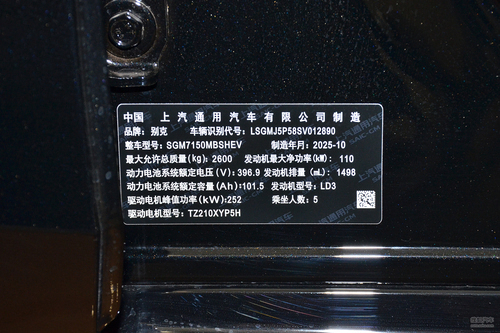 中国 上汽通用汽车有限公司制造
品牌: 别克 车辆识别代号: LSGMJ5P58SV012890
整车型号: SGM7150MBSHEV 制造年月: 2025-10
最大允许总质量(kg): 2600 发动机最大净功率(kW): 110
动力电池系统额定电压(V): 396.9 发动机排量(mL): 1498
动力电池系统额定容量(Ah): 101.5 发动机型号: LD3
驱动电机峰值功率(kW):252 乘坐人数: 5
驱动电机型号: TZ210XYP5H